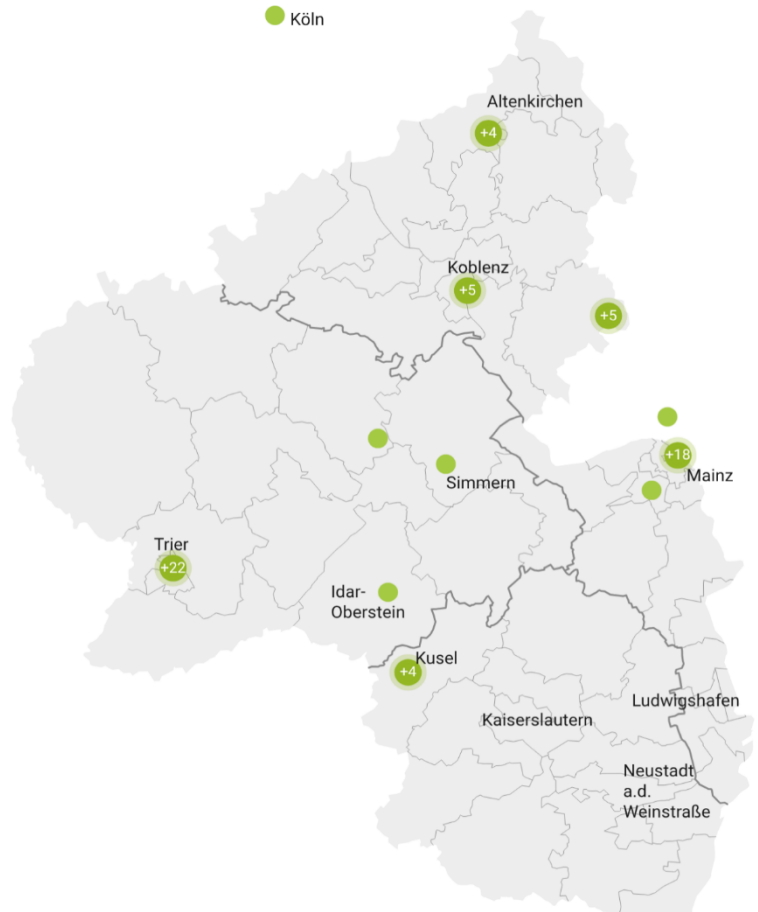 Köln
Altenkirchen
+4
Koblenz
+5
+5
+18
Mainz
Simmern
Trier
+22
Idar-
Oberstein
Kusel
+4
Ludwigshafen
Kaiserslautern
Neustadt
a.d.
Weinstraße